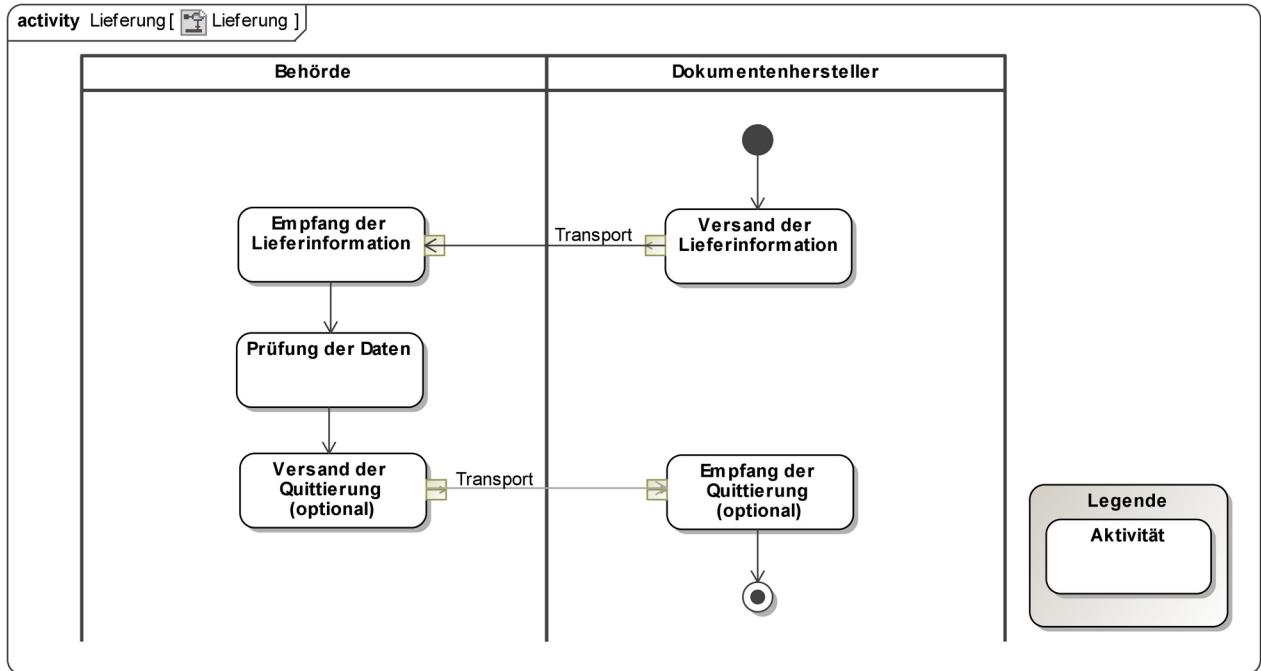 activity Lieferung [ Lieferung ]
Behörde
Dokumentenhersteller
Empfang der
Lieferinformation
Transport
Versand der
Lieferinformation
Prüfung der Daten
Versand der
Quittierung
(optional)
Transport
Empfang der
Quittierung
(optional)
Legende
Aktivität